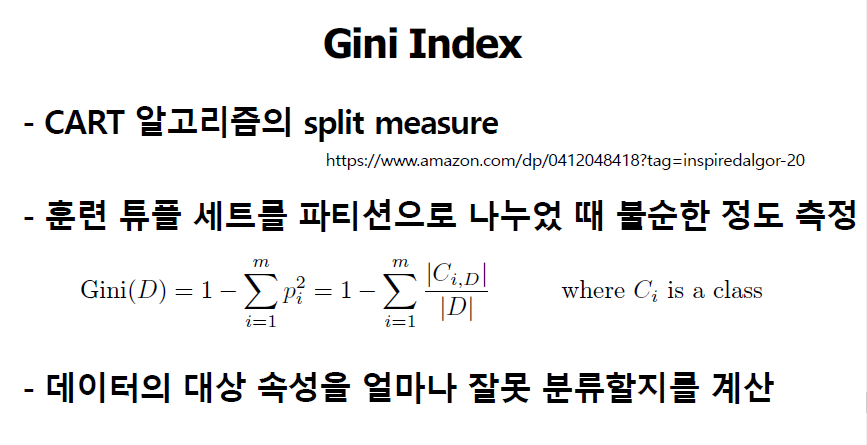 Gini Index
- CART 알고리즘의 split measure
https://www.amazon.com/dp/0412048418?tag=inspiredalgor-20
- 훈련 튜플 세트를 파티션으로 나누었 때 불순한 정도 측정
Gini(D) = 1 − ∑_{i=1}^{m} p_i^2 = 1 − ∑_{i=1}^{m} |C_{i,D}| / |D| where C_i is a class
- 데이터의 대상 속성을 얼마나 잘못 분류할지를 계산